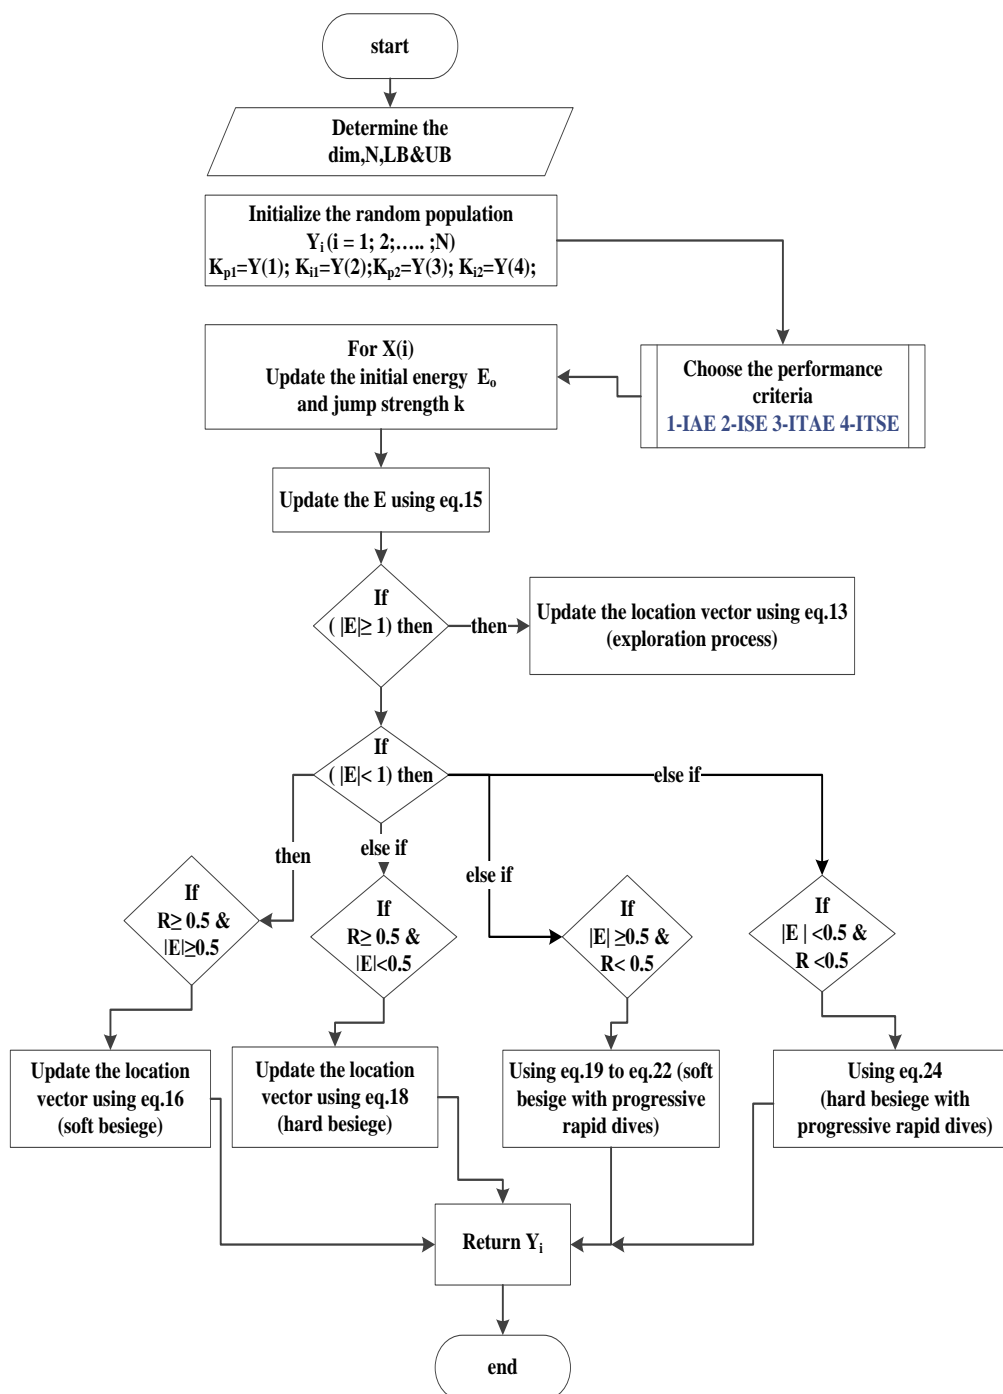 start
Determine the
dim,N,LB&UB
Initialize the random population
Yi (i = 1; 2;..... ;N)
Kp1=Y(1); Ki1=Y(2);Kp2=Y(3); Ki2=Y(4);
For X(i)
Update the initial energy Eo
and jump strength k
Choose the performance
criteria
1-IAE 2-ISE 3-ITAE 4-ITSE
Update the E using eq.15
If
( |E|≥ 1) then
then
Update the location vector using eq.13
(exploration process)
If
( |E|< 1) then
then
else if
else if
else if
If
R≥ 0.5 &
|E|≥0.5
If
R≥ 0.5 &
|E|<0.5
If
|E| ≥0.5 &
R< 0.5
If
|E | <0.5 &
R <0.5
Update the location
vector using eq.16
(soft besiege)
Update the location
vector using eq.18
(hard besiege)
Using eq.19 to eq.22 (soft
besige with progressive
rapid dives)
Using eq.24
(hard besiege with
progressive rapid dives)
Return Yi
end